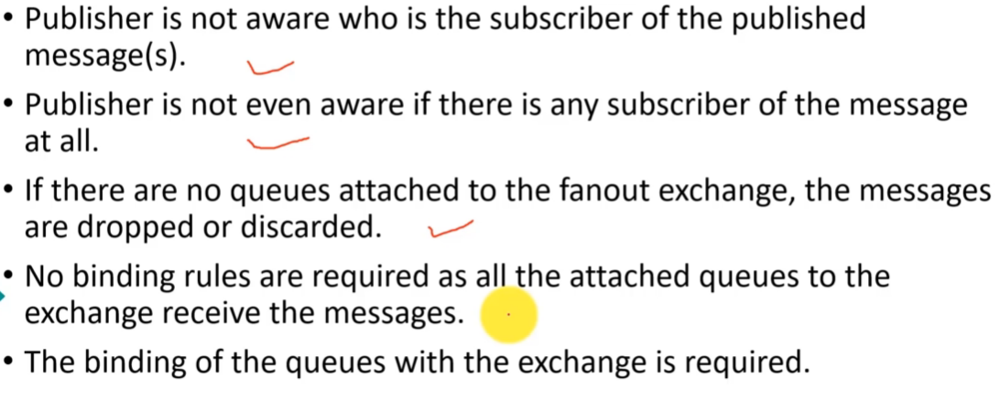 • Publisher is not aware who is the subscriber of the published
message(s).
• Publisher is not even aware if there is any subscriber of the message
at all.
• If there are no queues attached to the fanout exchange, the messages
are dropped or discarded.
• No binding rules are required as all the attached queues to the
exchange receive the messages.
• The binding of the queues with the exchange is required.